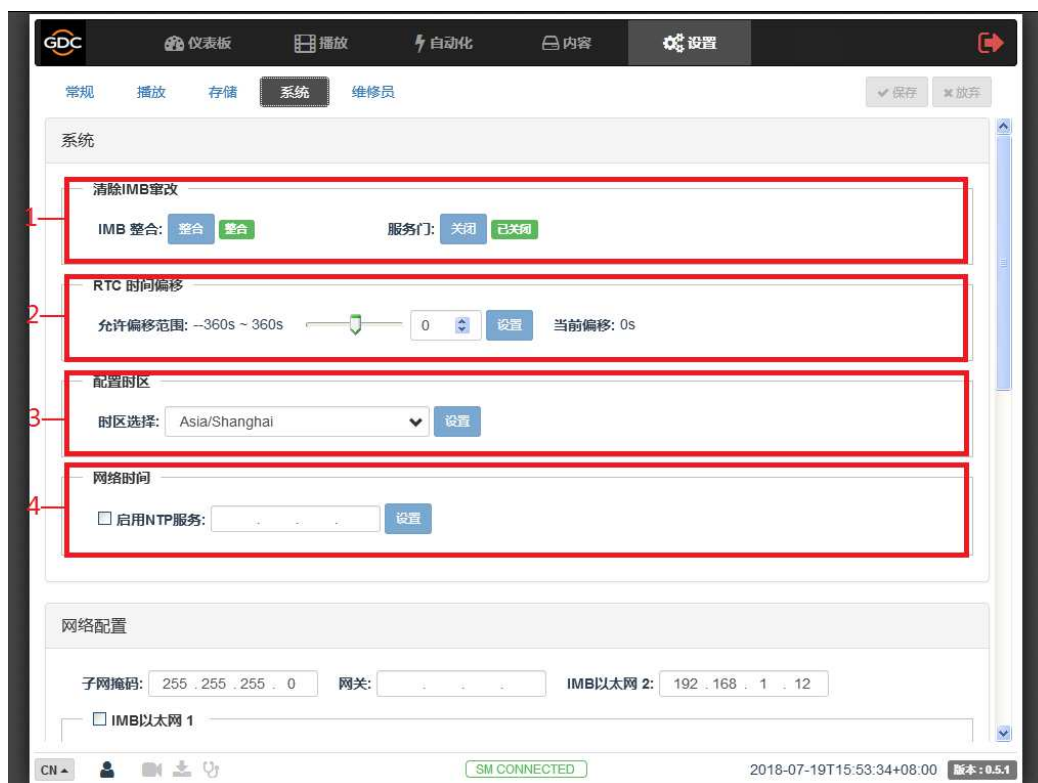 GDC 仪表板 播放 自动化 内容 设置
常规 播放 存储 系统 维修员 保存 放弃
系统
清除IMB窜改
1
IMB 整合: 整合 整合 服务门: 关闭 已关闭
RTC 时间偏移
2
允许偏移范围: --360s ~ 360s 0 设置 当前偏移: 0s
配置时区
3
时区选择: Asia/Shanghai 设置
网络时间
4
启用NTP服务: . . . 设置
网络配置
子网掩码: 255 . 255 . 255 . 0 网关: . . . IMB以太网 2: 192 . 168 . 1 . 12
IMB以太网 1
CN SM CONNECTED 2018-07-19T15:53:34+08:00 版本 : 0.5.1